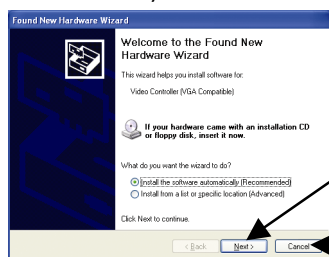 Found New Hardware Wizard
Welcome to the Found New
Hardware Wizard
This wizard helps you install software for:
Video Controller (VGA Compatible)
If your hardware came with an installation CD
or floppy disk, insert it now.
What do you want the wizard to do?
Install the software automatically (Recommended)
Install from a list or specific location (Advanced)
Click Next to continue.
< Back
Next >
Cancel